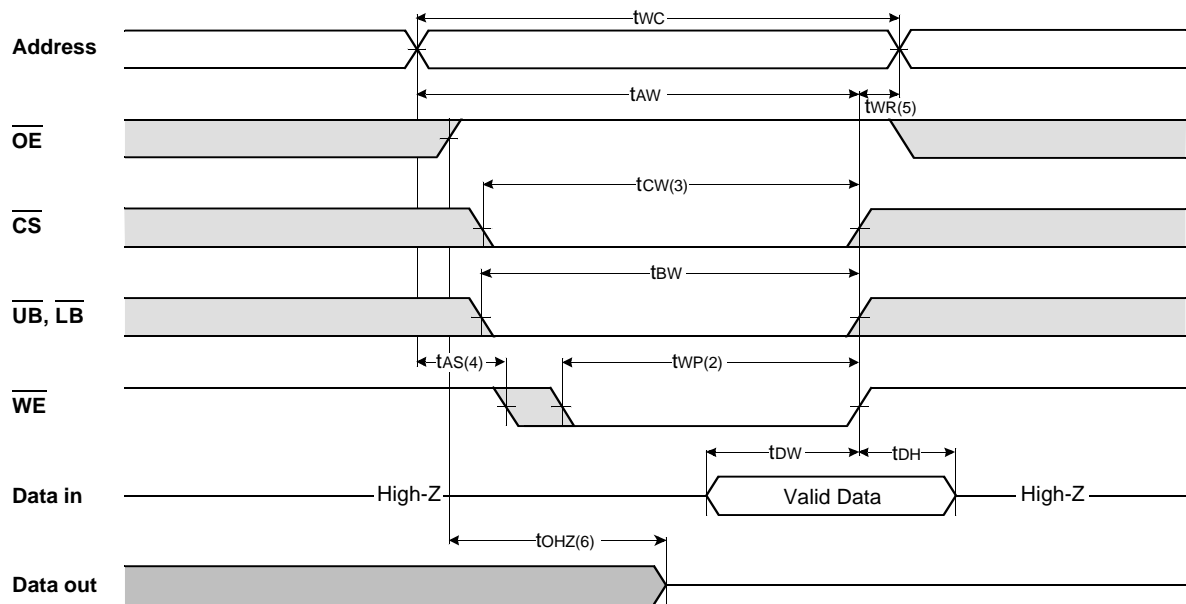 tWC
Address
tAW
tWR(5)
OE
tCW(3)
CS
tBW
UB, LB
tAS(4)
tWP(2)
WE
tDW
tDH
Data in
High-Z
Valid Data
High-Z
tOHZ(6)
Data out